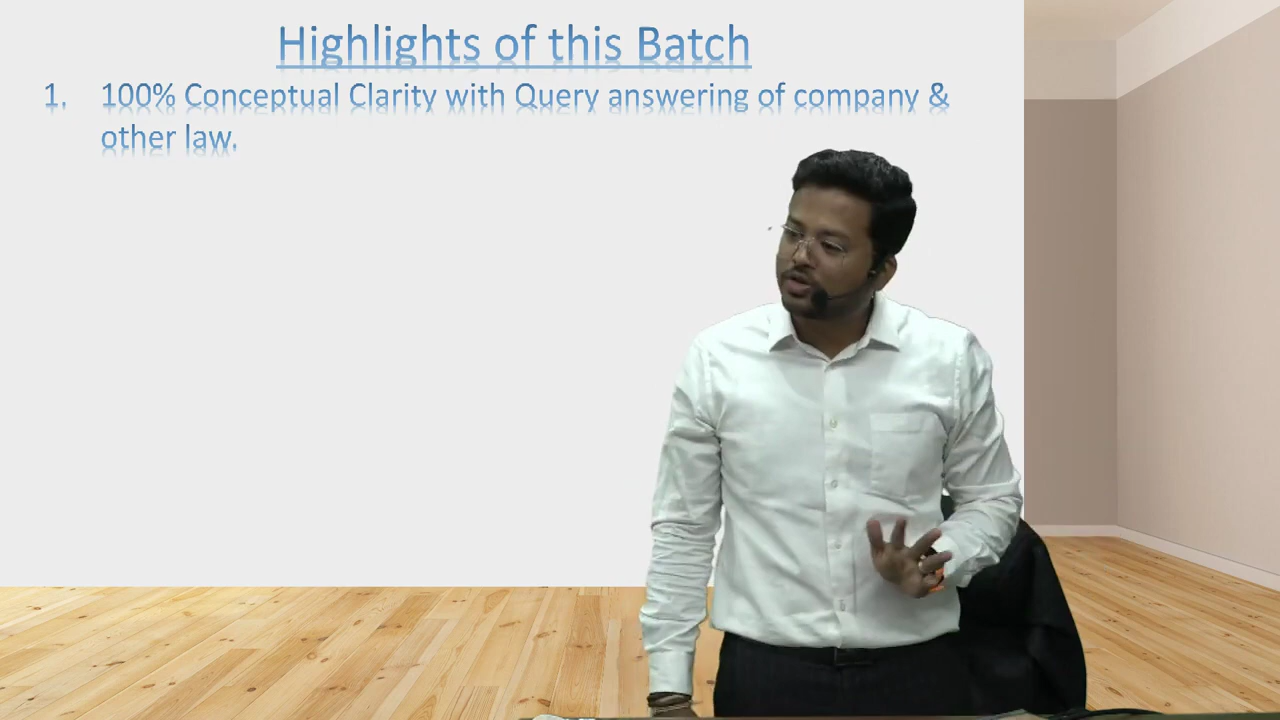 Highlights of this Batch
1. 100% Conceptual Clarity with Query answering of company &
other law.